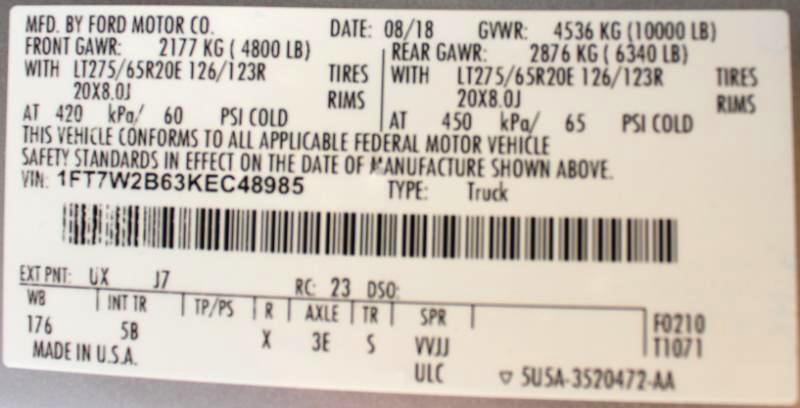 MFD. BY FORD MOTOR CO. DATE: 08/18 GVWR: 4536 KG (10000 LB)
FRONT GAWR: 2177 KG ( 4800 LB) REAR GAWR: 2876 KG ( 6340 LB)
WITH LT275/65R20E 126/123R TIRES WITH LT275/65R20E 126/123R TIRES
20X8.0J RIMS 20X8.0J RIMS
AT 420 kPa/ 60 PSI COLD AT 450 kPa/ 65 PSI COLD
THIS VEHICLE CONFORMS TO ALL APPLICABLE FEDERAL MOTOR VEHICLE
SAFETY STANDARDS IN EFFECT ON THE DATE OF MANUFACTURE SHOWN ABOVE.
VIN: 1FT7W2B63KEC48985 TYPE: Truck
EXT PNT: UX J7 RC: 23 DSO:
WB INT TR TP/PS R AXLE TR SPR F0210
176 5B X 3E S VVJJ T1071
MADE IN U.S.A. ULC ▽ 5U5A-3520472-AA